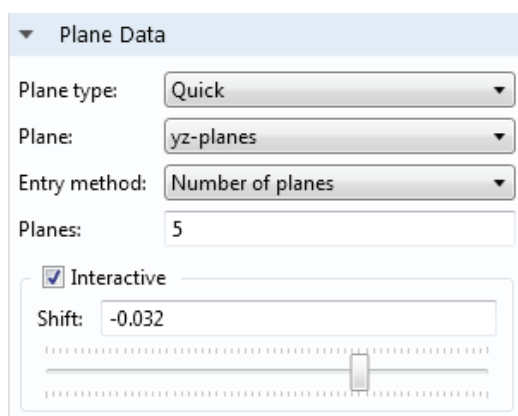 Plane Data
Plane type: Quick
Plane: yz-planes
Entry method: Number of planes
Planes: 5
Interactive
Shift: -0.032